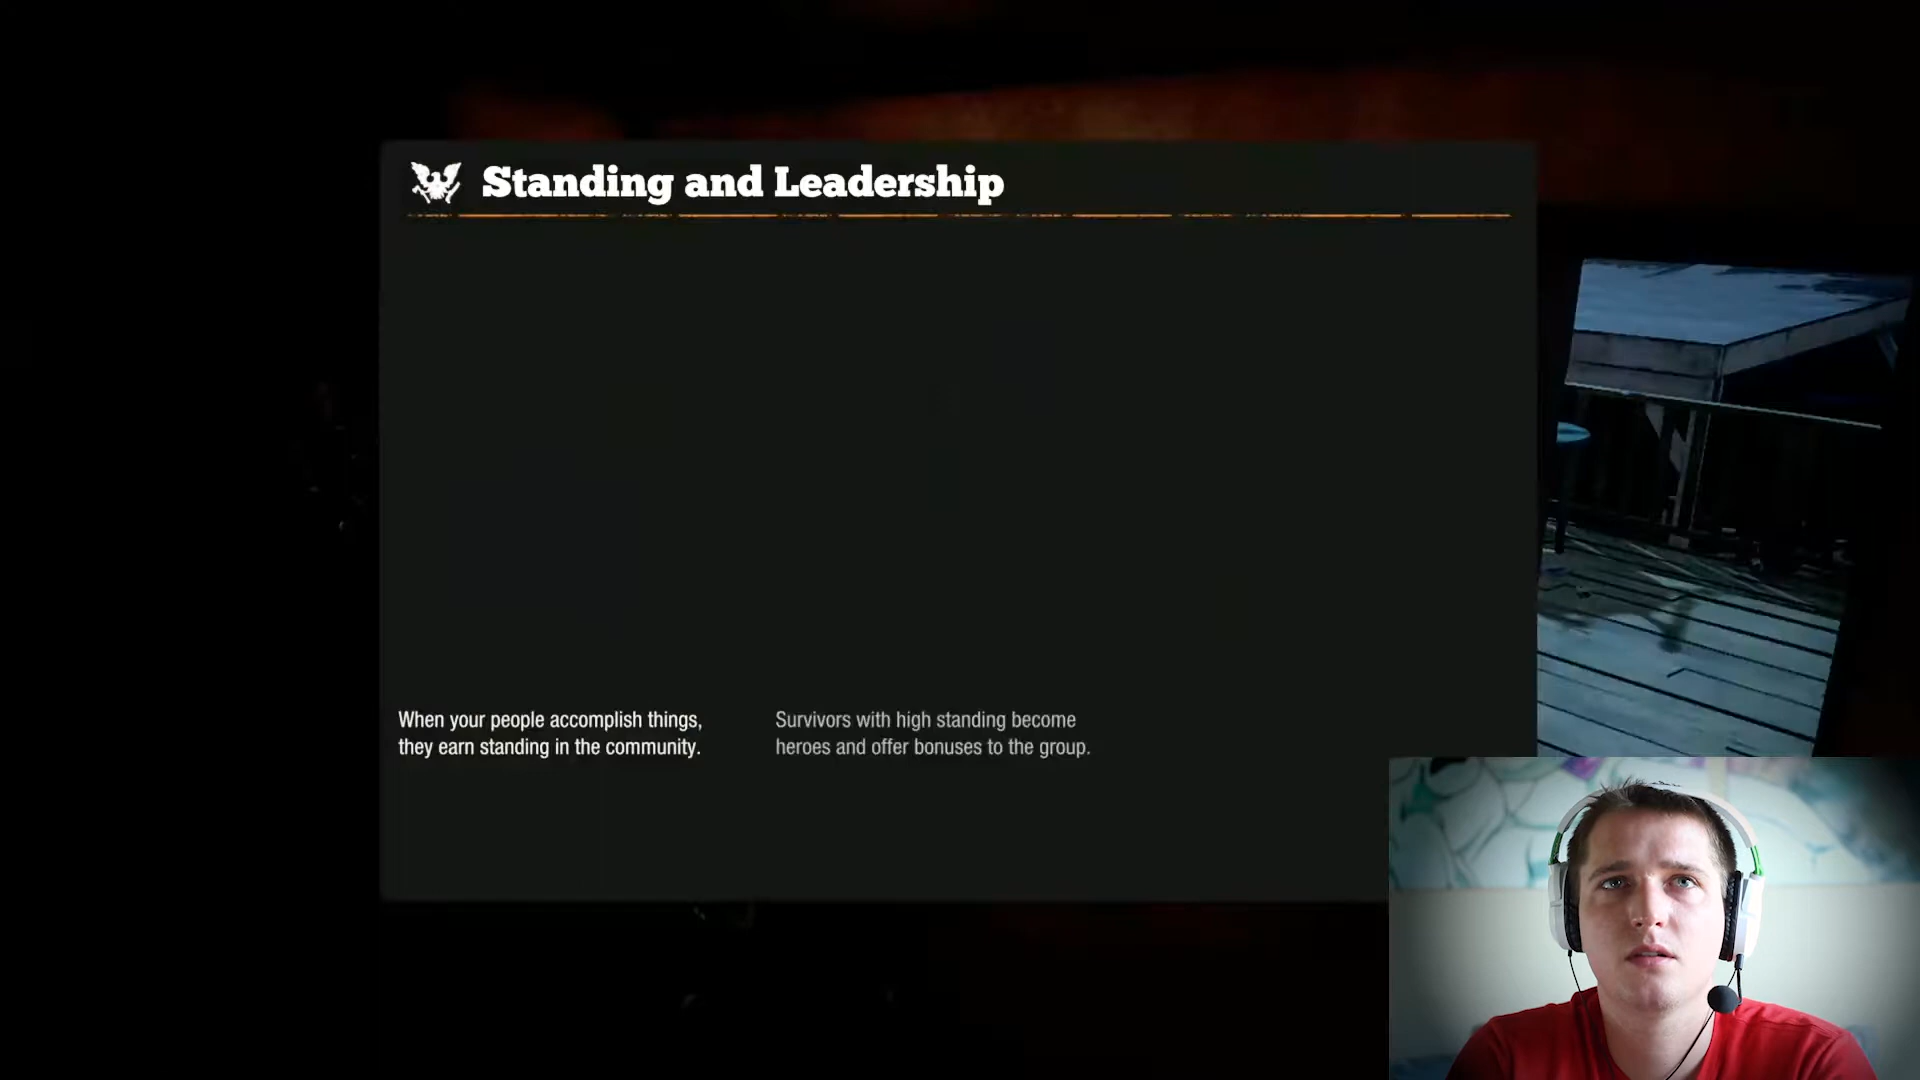 Standing and Leadership
When your people accomplish things,
they earn standing in the community.
Survivors with high standing become
heroes and offer bonuses to the group.